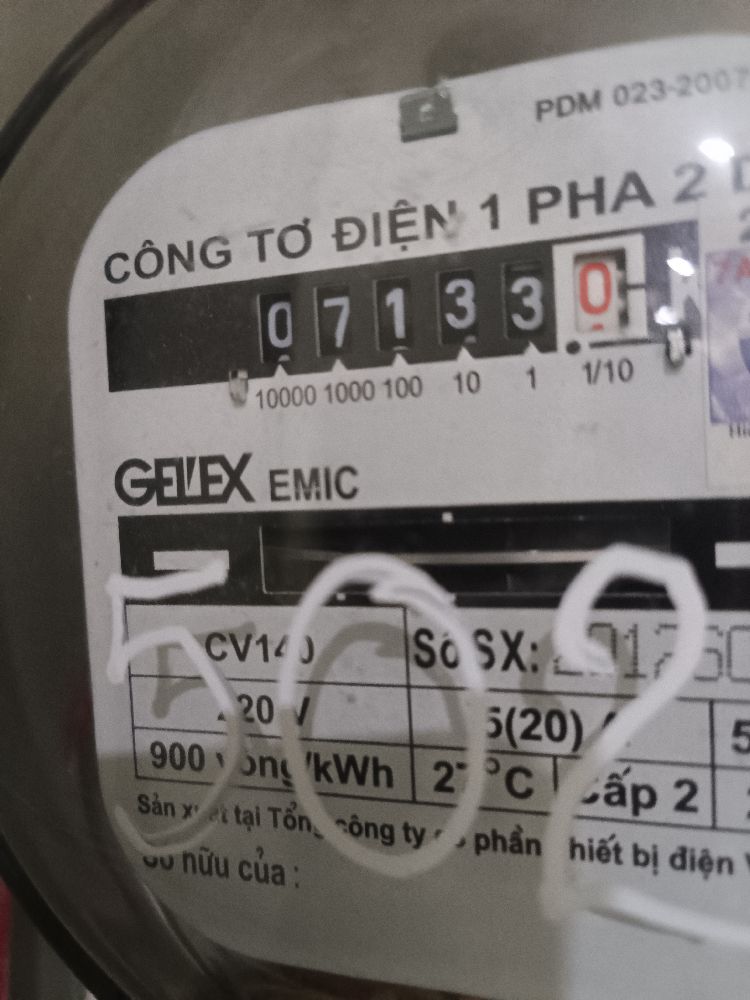 PDM 023-2007
CÔNG TƠ ĐIỆN 1 PHA 2
0 7 1 3 3 0
10000 1000 100 10 1 1/10
GELEX EMIC
502
CV140 Số SX:
220 V 5(20)
900 vòng/kWh 27°C Cấp 2
Sản xuất tại Tổng công ty cổ phần thiết bị điện
Sở hữu của :